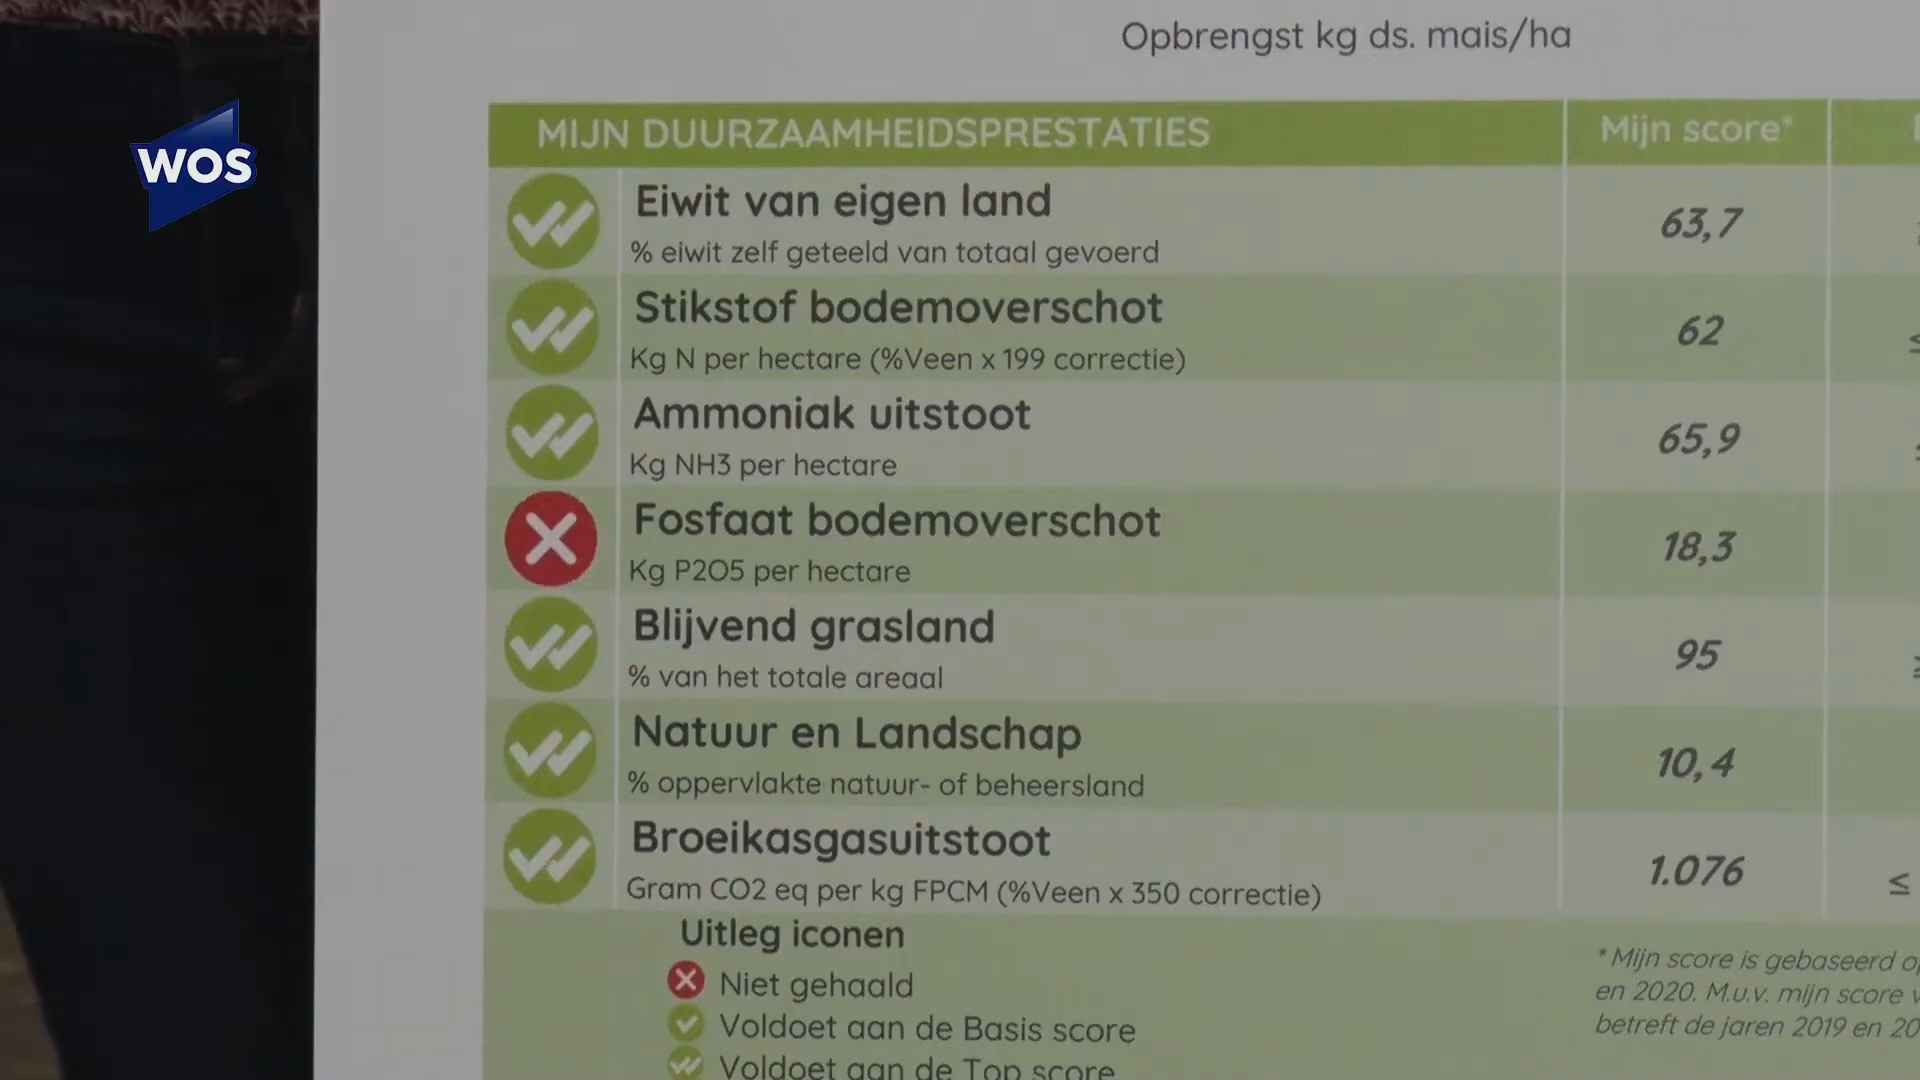 Opbrengst kg ds. mais/ha
WOS
MIJN DUURZAAMHEIDSPRESTATIES
Mijn score*
Eiwit van eigen land
% eiwit zelf geteeld van totaal gevoerd
63,7
Stikstof bodemoverschot
Kg N per hectare (%Veen x 199 correctie)
62
≤
Ammoniak uitstoot
Kg NH3 per hectare
65,9
Fosfaat bodemoverschot
Kg P2O5 per hectare
18,3
Blijvend grasland
% van het totale areaal
95
Natuur en Landschap
% oppervlakte natuur- of beheersland
10,4
Broeikasgasuitstoot
Gram CO2 eq per kg FPCM (%Veen x 350 correctie)
1.076
≤
Uitleg iconen
Niet gehaald
Voldoet aan de Basis score
Voldoet aan de Top score
* Mijn score is gebaseerd
en 2020. M.u.v. mijn score
betreft de jaren 2019 en